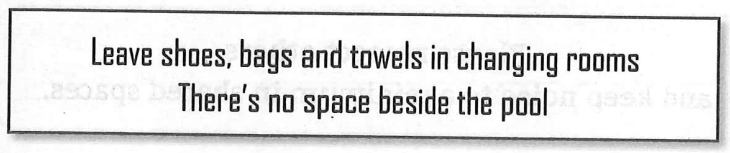 Leave shoes, bags and towels in changing rooms
There's no space beside the pool